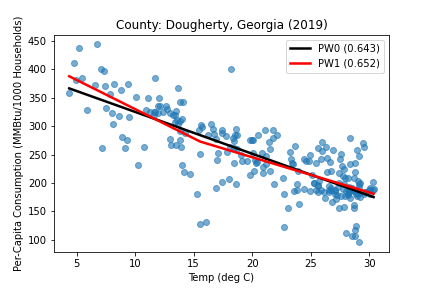 County: Dougherty, Georgia (2019)
Per-Capita Consumption (MMBtu/1000 Households)
450
400
350
300
250
200
150
100
PW0 (0.643)
PW1 (0.652)
5
10
15
20
25
30
Temp (deg C)